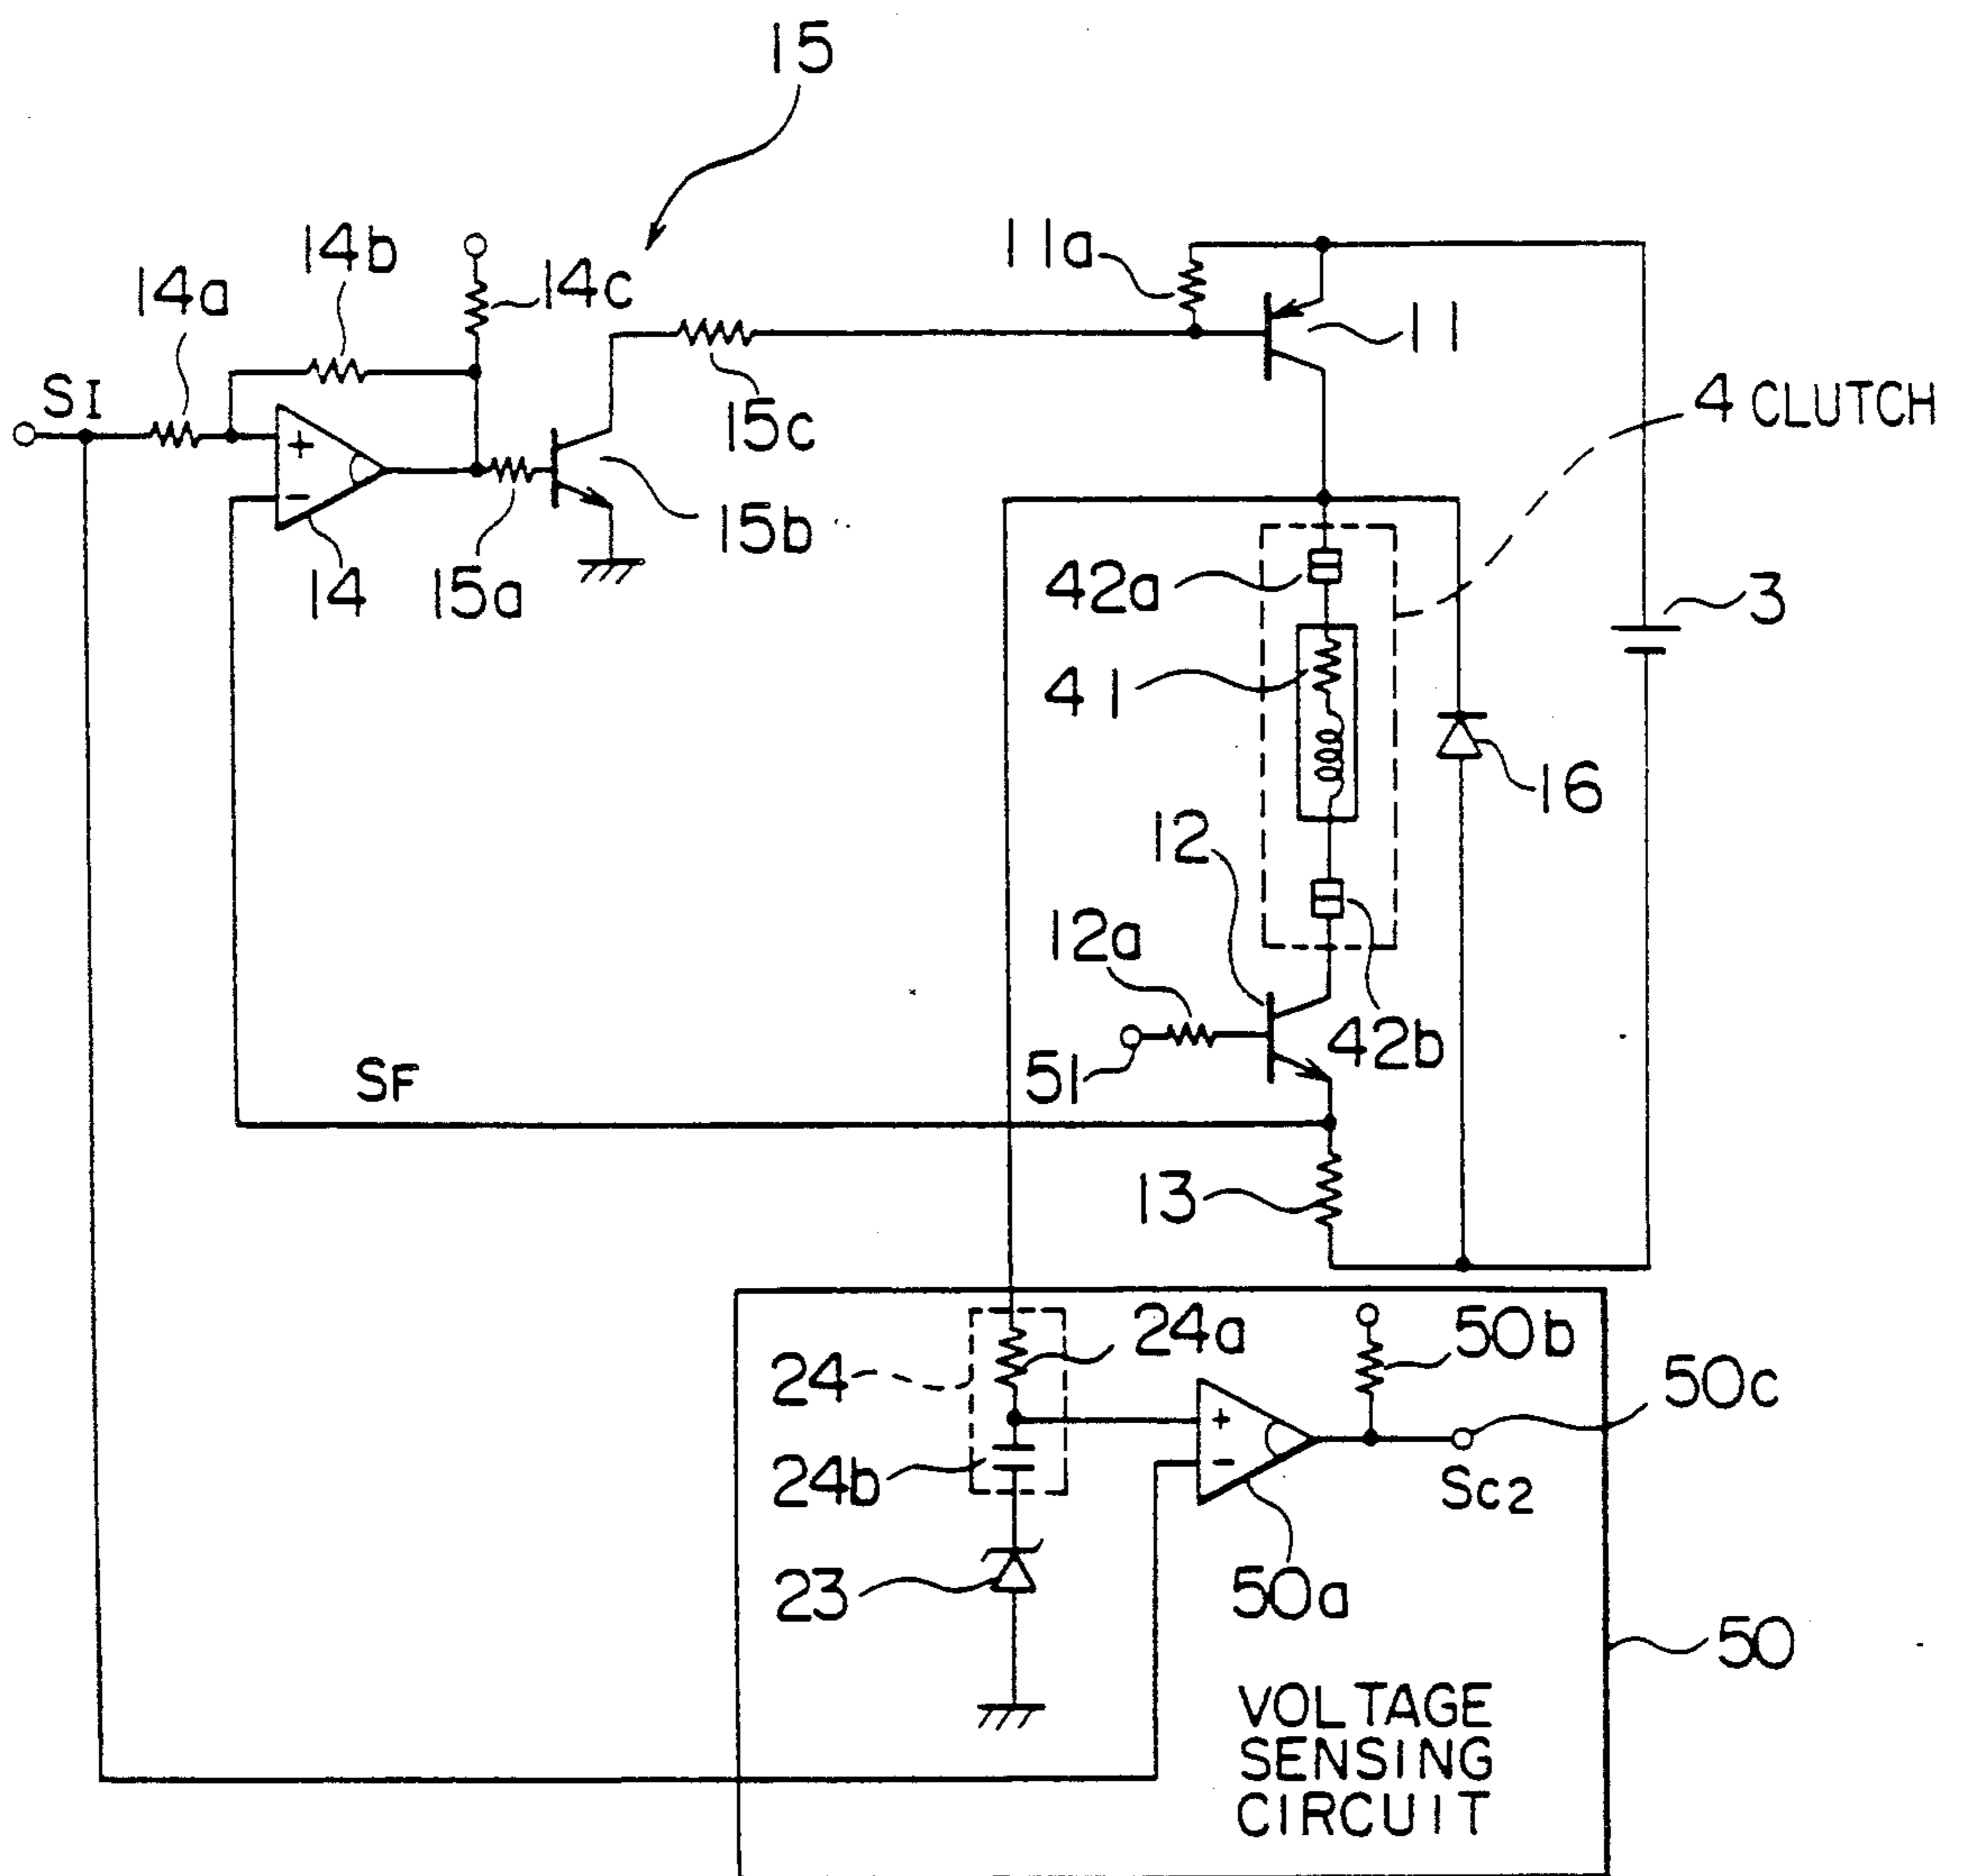 15
14b
14a
14c
11a
11
SI
+
−
14
15a
15b
15c
4 CLUTCH
42a
41
3
16
12
12a
51
42b
SF
13
24a
24
24b
23
+
−
50b
50c
Sc2
50a
50
VOLTAGE
SENSING
CIRCUIT